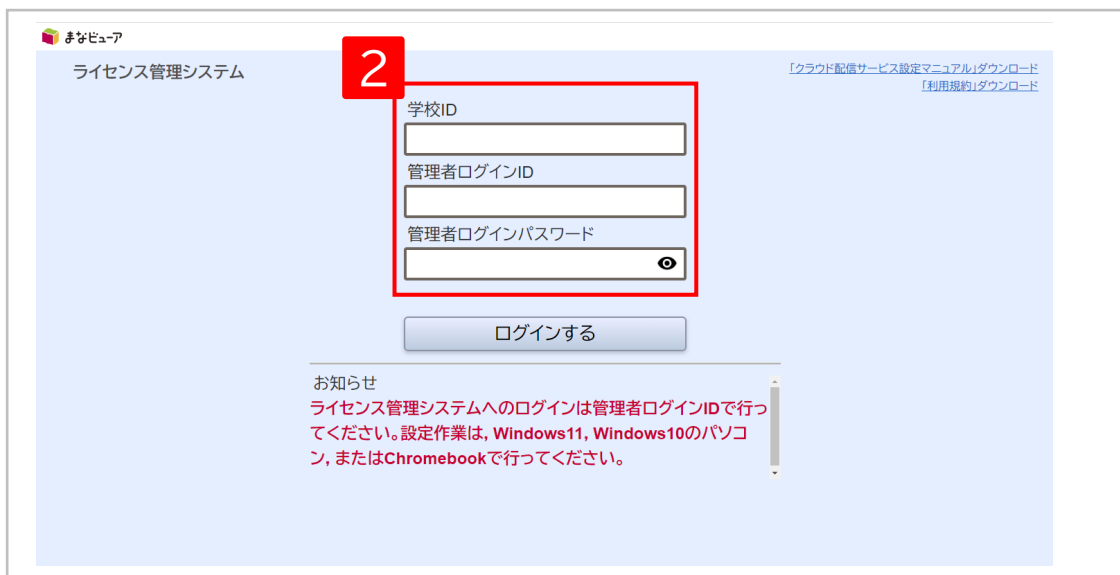 まなビューア
ライセンス管理システム
2
「クラウド配信サービス設定マニュアル」ダウンロード
「利用規約」ダウンロード
学校ID
管理者ログインID
管理者ログインパスワード
ログインする
お知らせ
ライセンス管理システムへのログインは管理者ログインIDで行っ
てください。設定作業は, Windows11, Windows10のパソコ
ン, またはChromebookで行ってください。